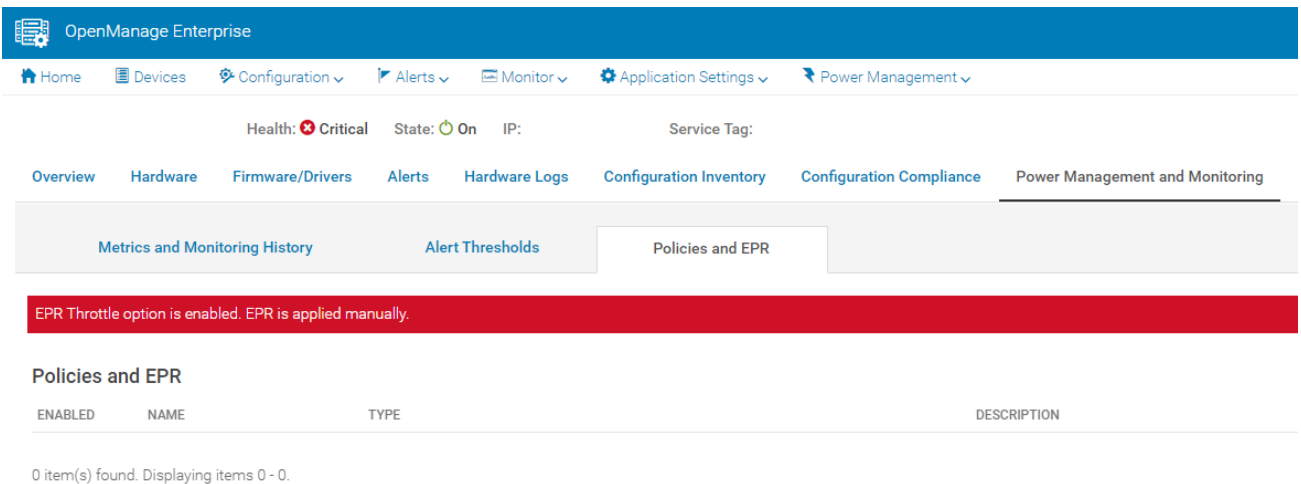 OpenManage Enterprise
Home Devices Configuration Alerts Monitor Application Settings Power Management
Health: Critical State: On IP: Service Tag:
Overview Hardware Firmware/Drivers Alerts Hardware Logs Configuration Inventory Configuration Compliance Power Management and Monitoring
Metrics and Monitoring History Alert Thresholds Policies and EPR
EPR Throttle option is enabled. EPR is applied manually.
Policies and EPR
ENABLED NAME TYPE DESCRIPTION
0 item(s) found. Displaying items 0 - 0.